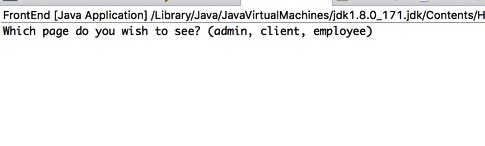 FrontEnd [Java Application] /Library/Java/JavaVirtualMachines/jdk1.8.0_171.jdk/Contents/H
Which page do you wish to see? (admin, client, employee)